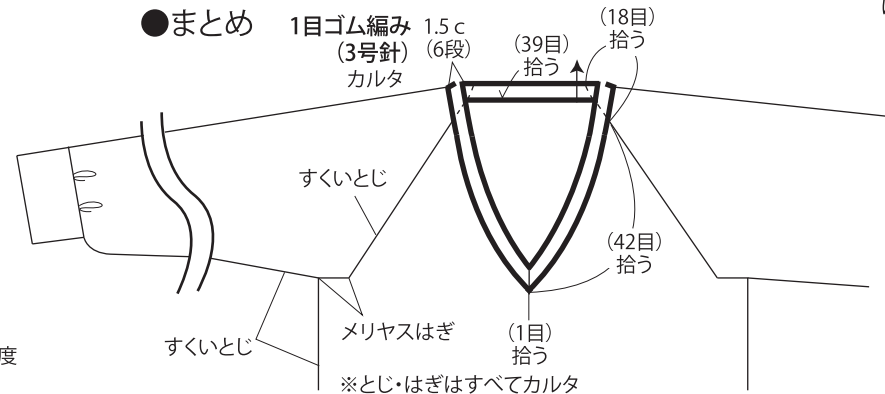 ●まとめ
1目ゴム編み
(3号針)
カルタ
1.5c
(6段)
(39目)
拾う
(18目)
拾う
すくいとじ
(42目)
拾う
すくいとじ
メリヤスはぎ
(1目)
拾う
度
※とじ・はぎはすべてカルタ